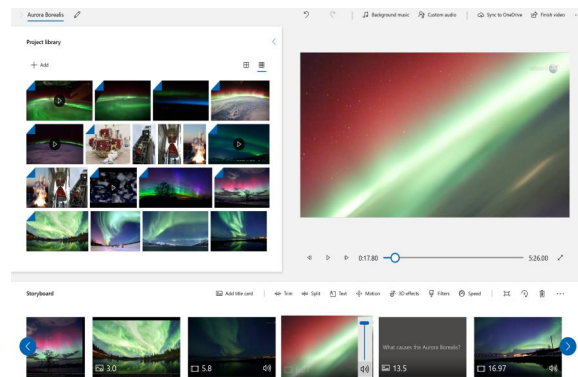 Aurora Borealis
Background music
Custom audio
Sync to OneDrive
Finish video
Project library
Add
0:17.80
5:26.00
Storyboard
Add title card
Trim
Split
Text
Motion
3D effects
Filters
Speed
3.0
5.8
What causes the Aurora Borealis?
13.5
16.97